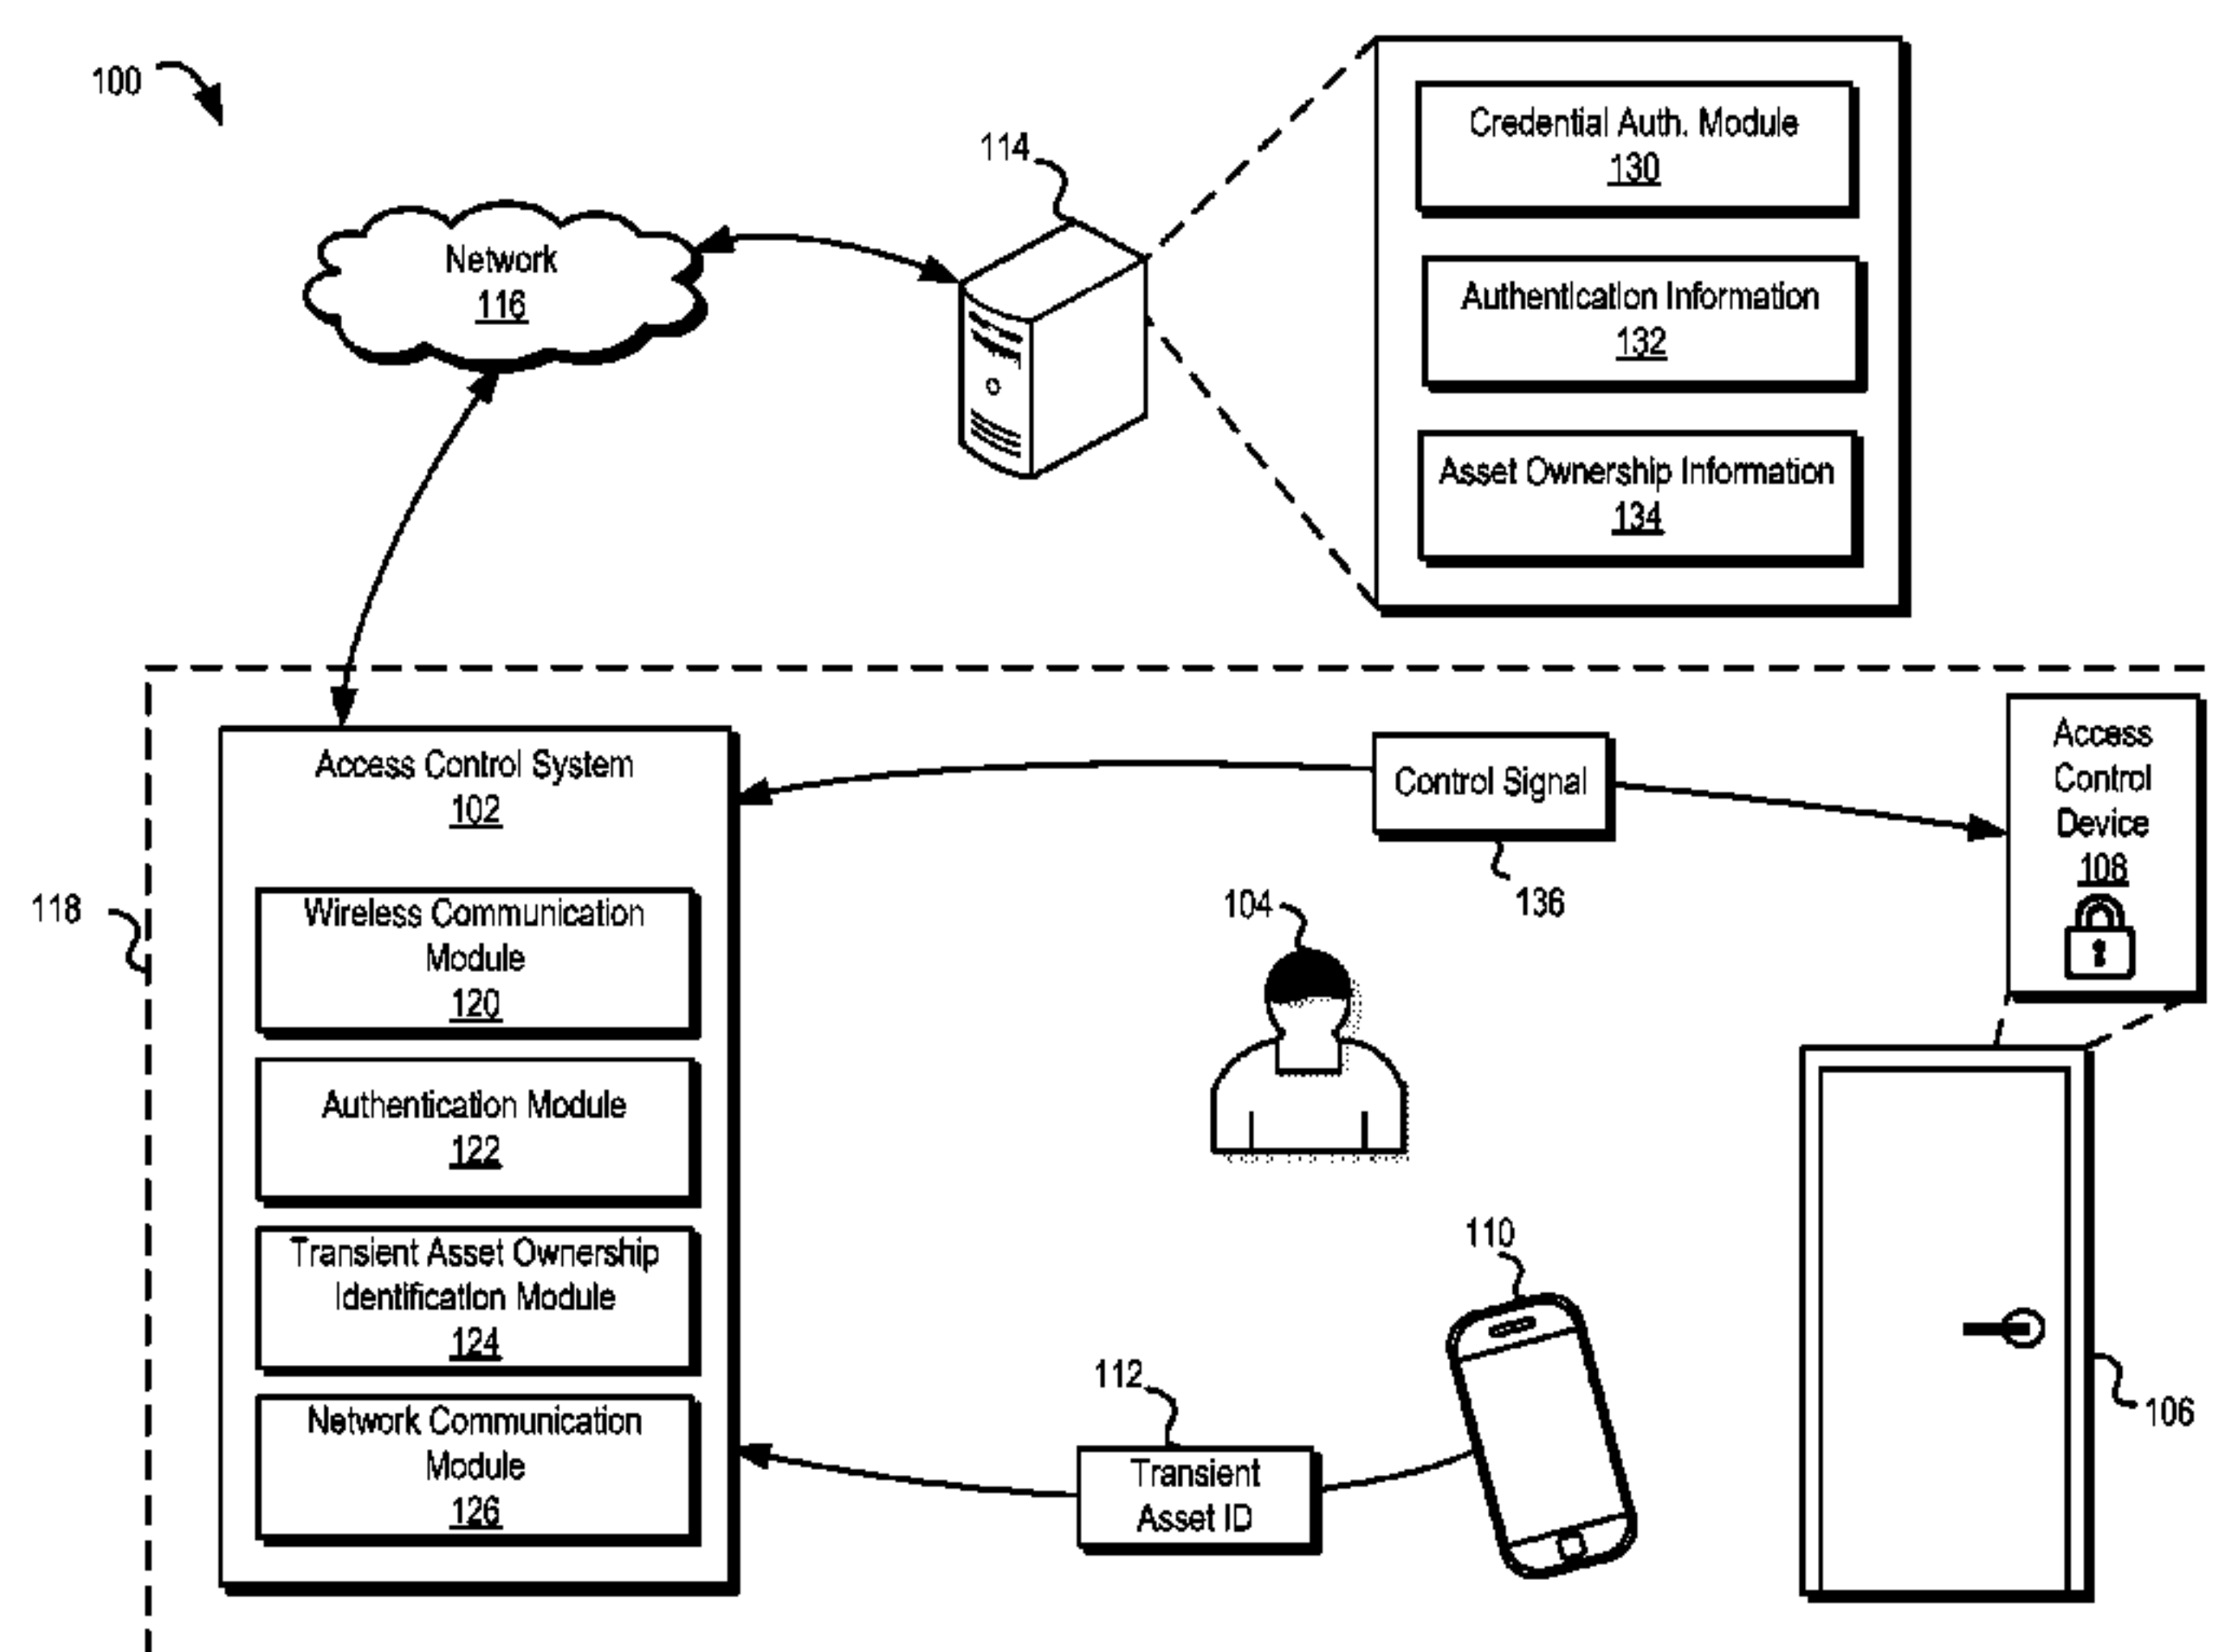 100
114
Credential Auth. Module
130
Authentication Information
132
Asset Ownership Information
134
Network
116
118
Access Control System
102
Wireless Communication
Module
120
Authentication Module
122
Transient Asset Ownership
Identification Module
124
Network Communication
Module
126
Control Signal
136
Access
Control
Device
108
104
110
112
Transient
Asset ID
106